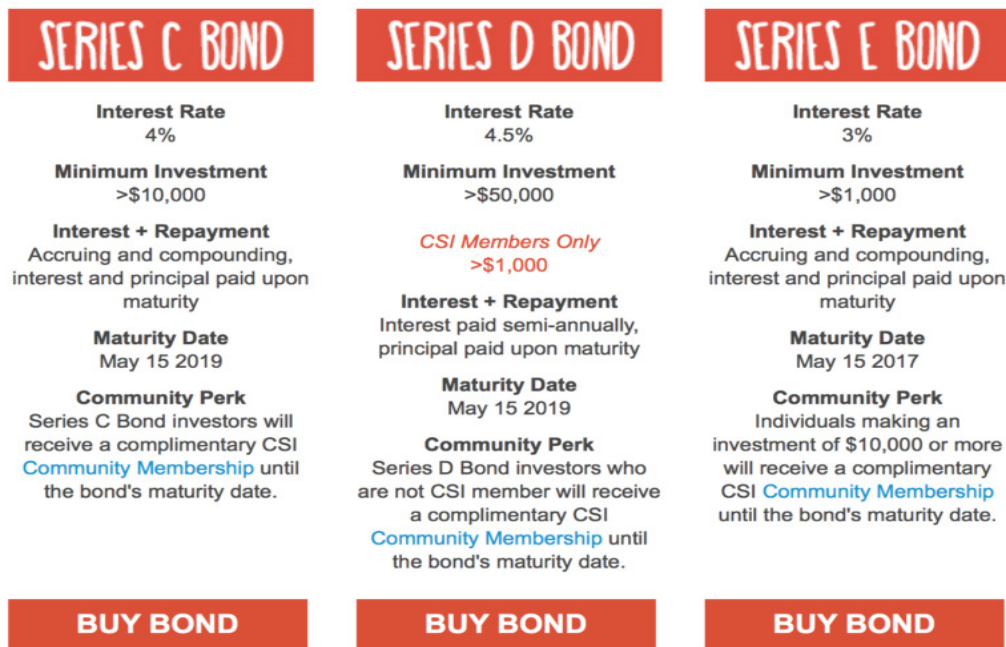 SERIES C BOND
Interest Rate
4%
Minimum Investment
>$10,000
Interest + Repayment
Accruing and compounding,
interest and principal paid upon
maturity
Maturity Date
May 15 2019
Community Perk
Series C Bond investors will
receive a complimentary CSI
Community Membership until
the bond's maturity date.
BUY BOND
SERIES D BOND
Interest Rate
4.5%
Minimum Investment
>$50,000
CSI Members Only
>$1,000
Interest + Repayment
Interest paid semi-annually,
principal paid upon maturity
Maturity Date
May 15 2019
Community Perk
Series D Bond investors who
are not CSI member will receive
a complimentary CSI
Community Membership until
the bond's maturity date.
BUY BOND
SERIES E BOND
Interest Rate
3%
Minimum Investment
>$1,000
Interest + Repayment
Accruing and compounding,
interest and principal paid upon
maturity
Maturity Date
May 15 2017
Community Perk
Individuals making an
investment of $10,000 or more
will receive a complimentary
CSI Community Membership
until the bond's maturity date.
BUY BOND